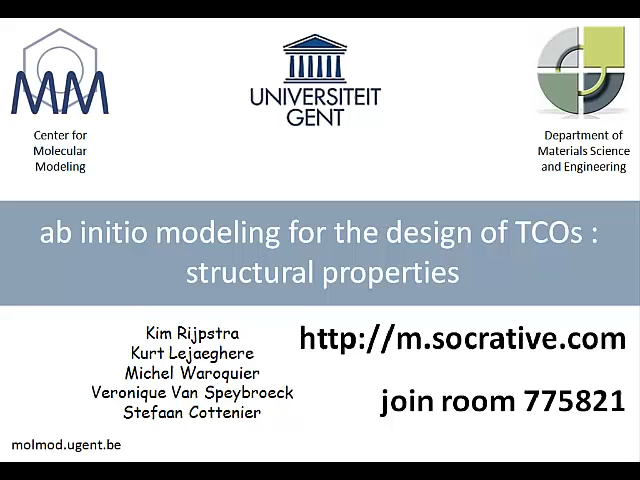 MM
UNIVERSITEIT
GENT
Center for
Molecular
Modeling
Department of
Materials Science
and Engineering
ab initio modeling for the design of TCOs :
structural properties
Kim Rijpstra
Kurt Lejaeghere
Michel Waroquier
Veronique Van Speybroeck
Stefaan Cottenier
http://m.socrative.com
join room 775821
molmod.ugent.be